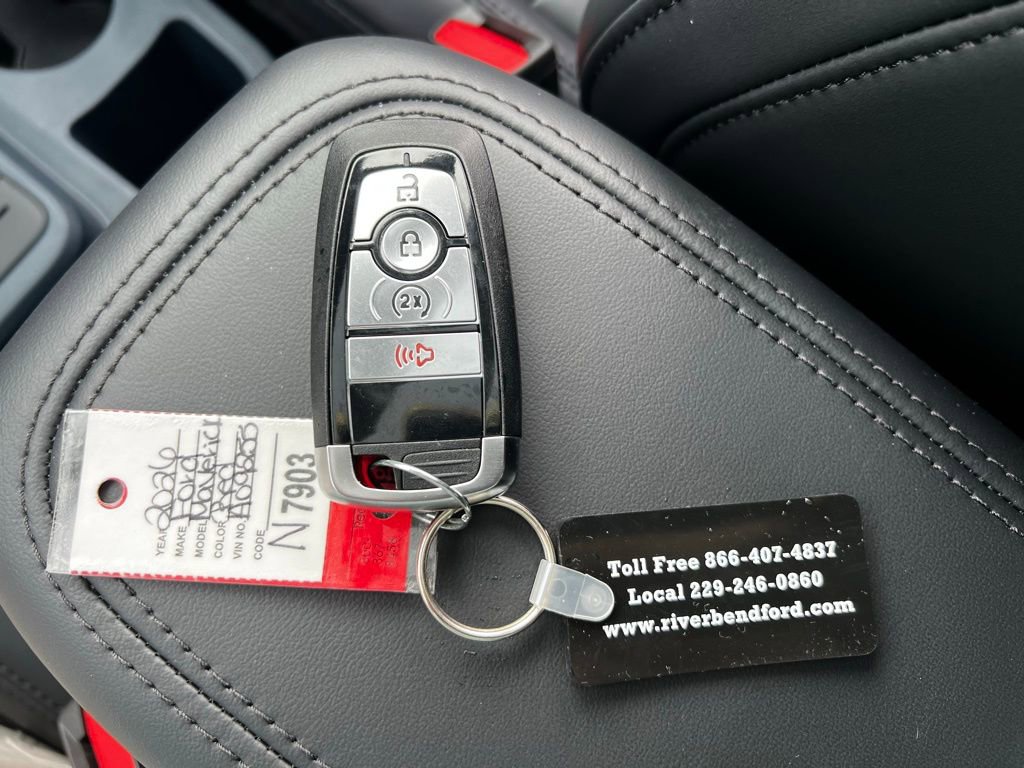 2x
YEAR 2026
MAKE Ford
MODEL Maverick
COLOR Red
VIN NO.
CODE
N 7903
Toll Free 866-407-4837
Local 229-246-0860
www.riverbendford.com